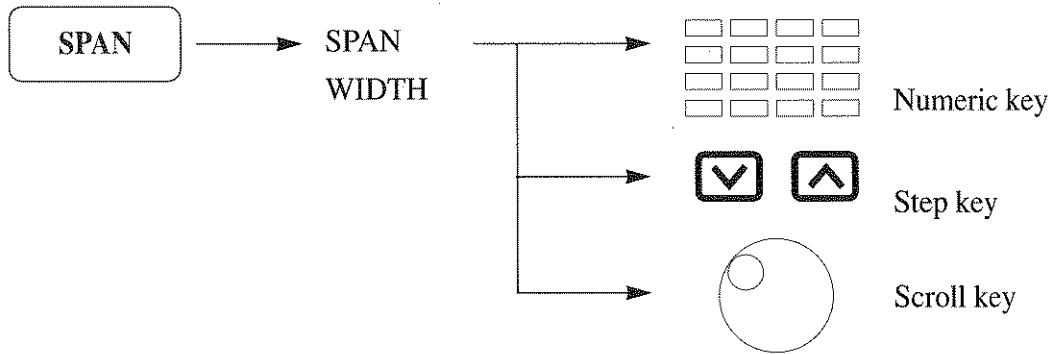 SPAN
SPAN
WIDTH
Numeric key
Step key
Scroll key